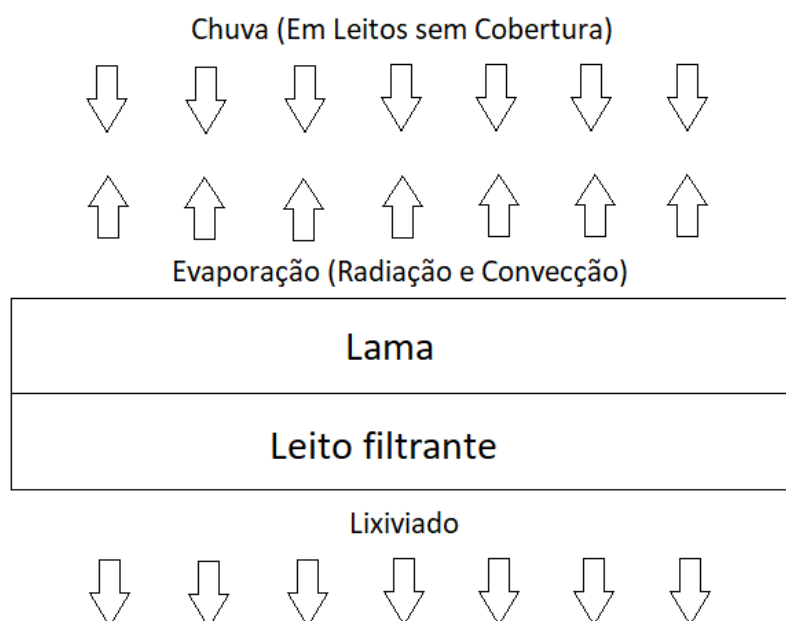 Chuva (Em Leitos sem Cobertura)
Evaporação (Radiação e Convecção)
Lama
Leito filtrante
Lixiviado